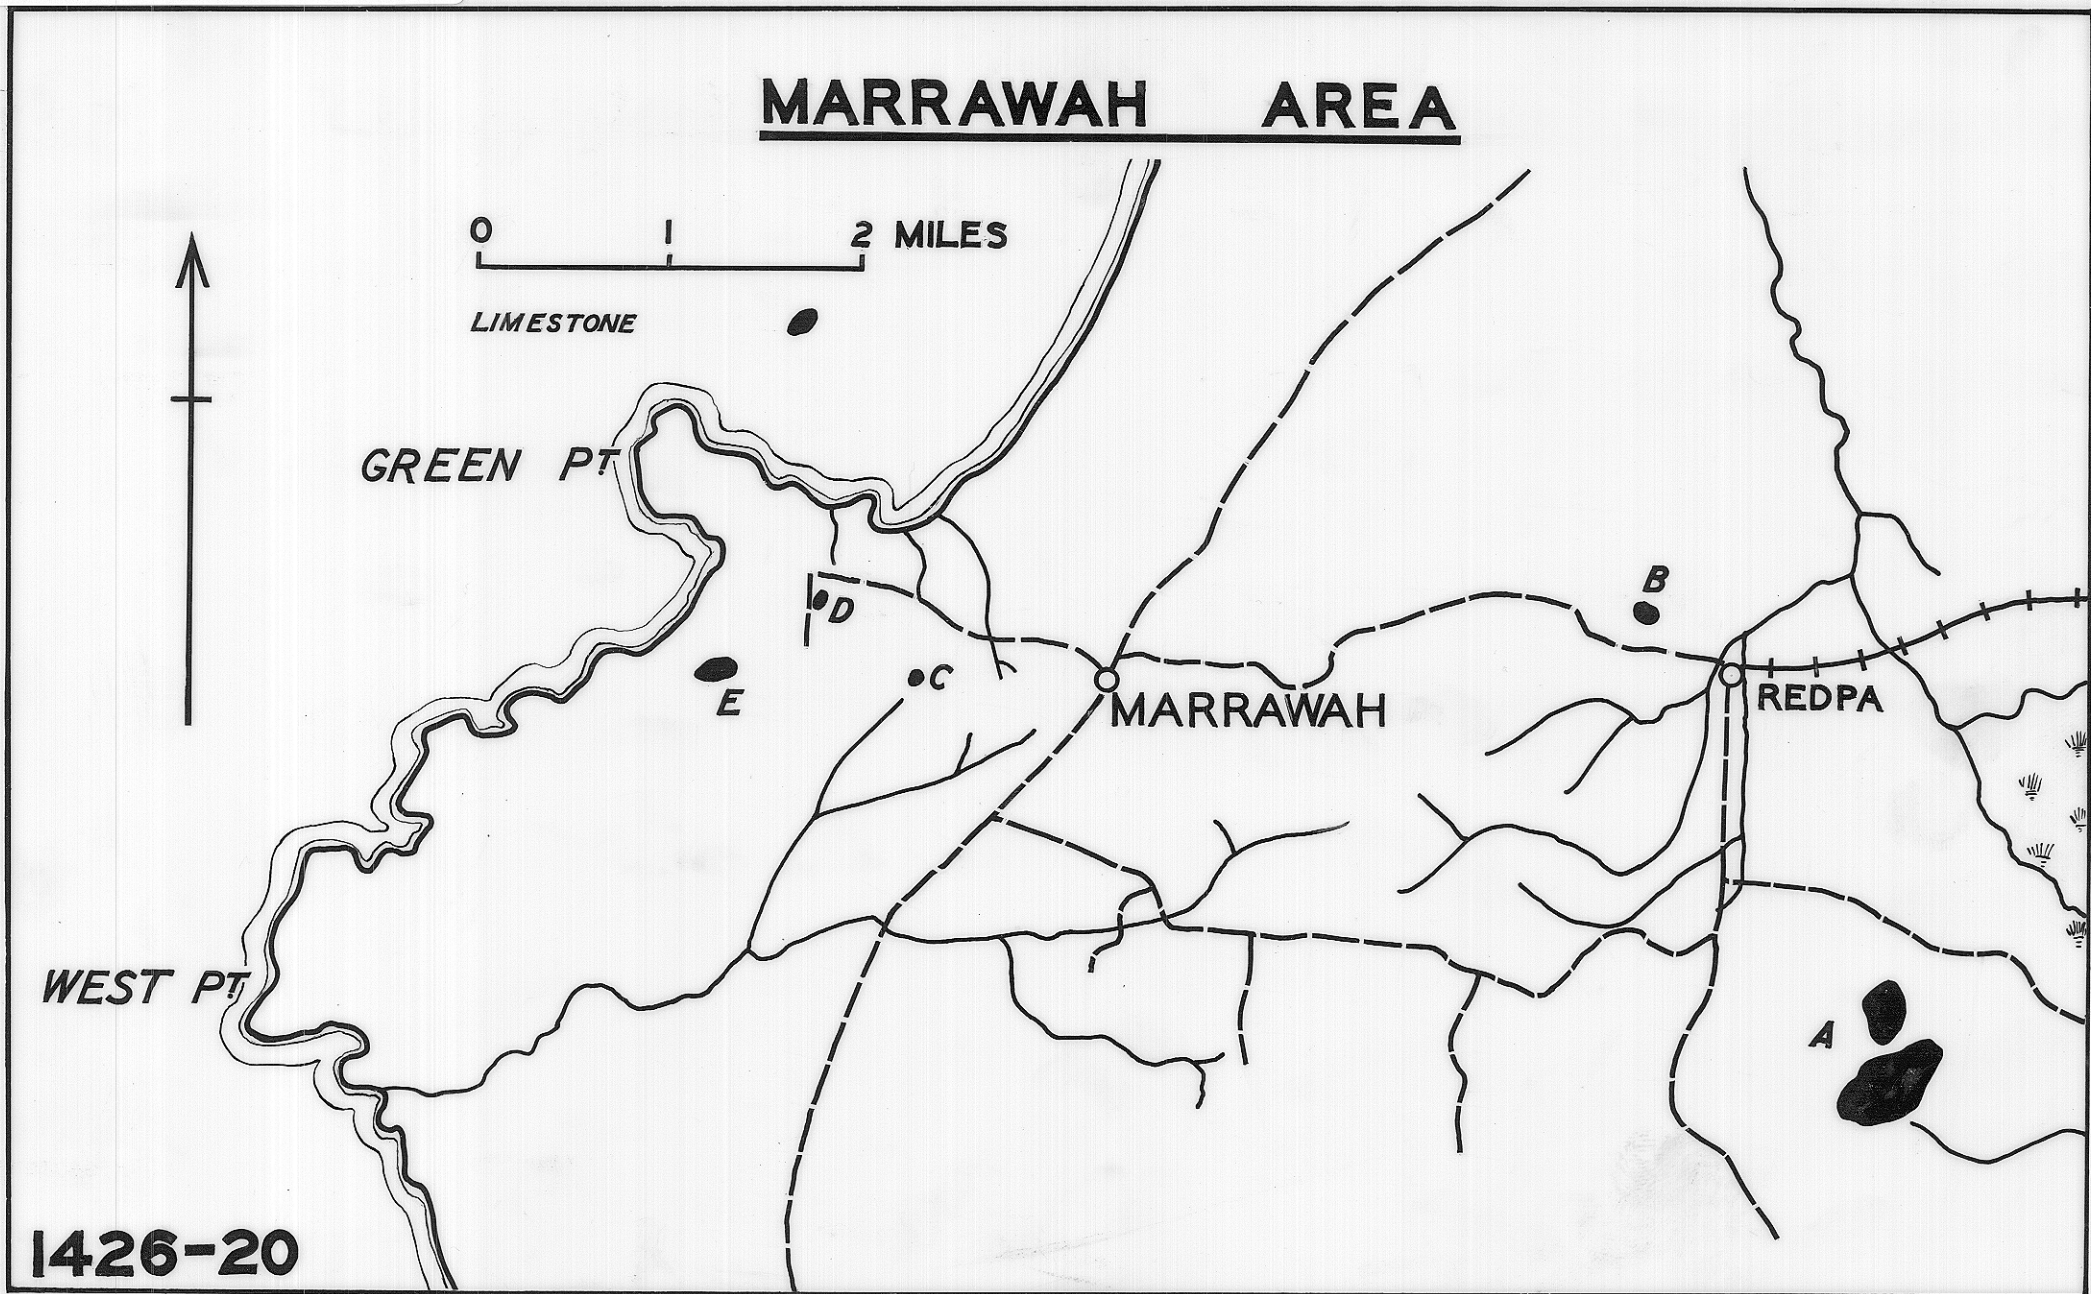 MARRAWAH AREA
0 1 2 MILES
LIMESTONE
GREEN PT
B
D
E
C
MARRAWAH
REDPA
WEST PT
A
1426-20